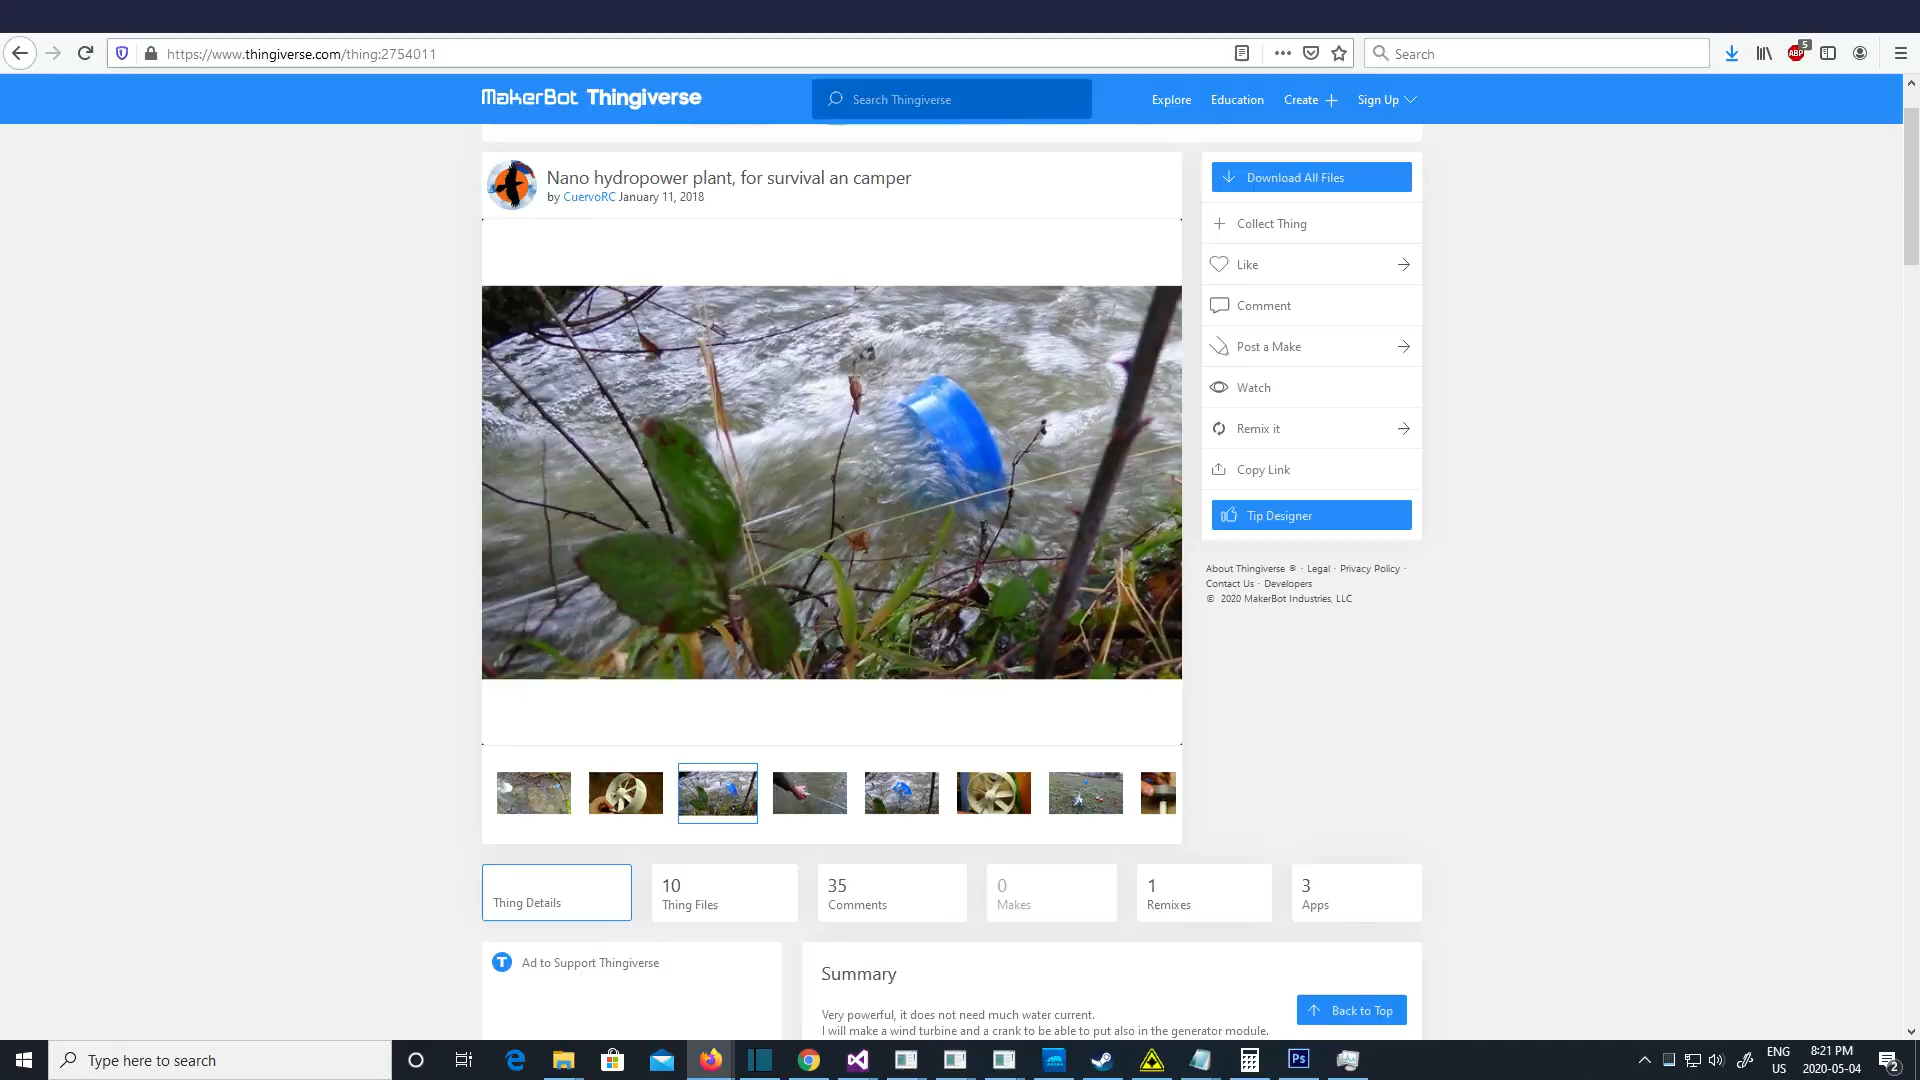 https://www.thingiverse.com/thing:2754011
Search
ABP
5
MakerBot Thingiverse
Search Thingiverse
Explore
Education
Create
Sign Up
Nano hydropower plant, for survival an camper
by CuervoRC January 11, 2018
Download All Files
Collect Thing
Like
Comment
Post a Make
Watch
Remix it
Copy Link
Tip Designer
About Thingiverse ® · Legal · Privacy Policy ·
Contact Us · Developers
© 2020 MakerBot Industries, LLC
Thing Details
10
Thing Files
35
Comments
0
Makes
1
Remixes
3
Apps
T
Ad to Support Thingiverse
Summary
Very powerful, it does not need much water current.
I will make a wind turbine and a crank to be able to put also in the generator module.
Back to Top
Type here to search
Ps
ENG
US
8:21 PM
2020-05-04
2